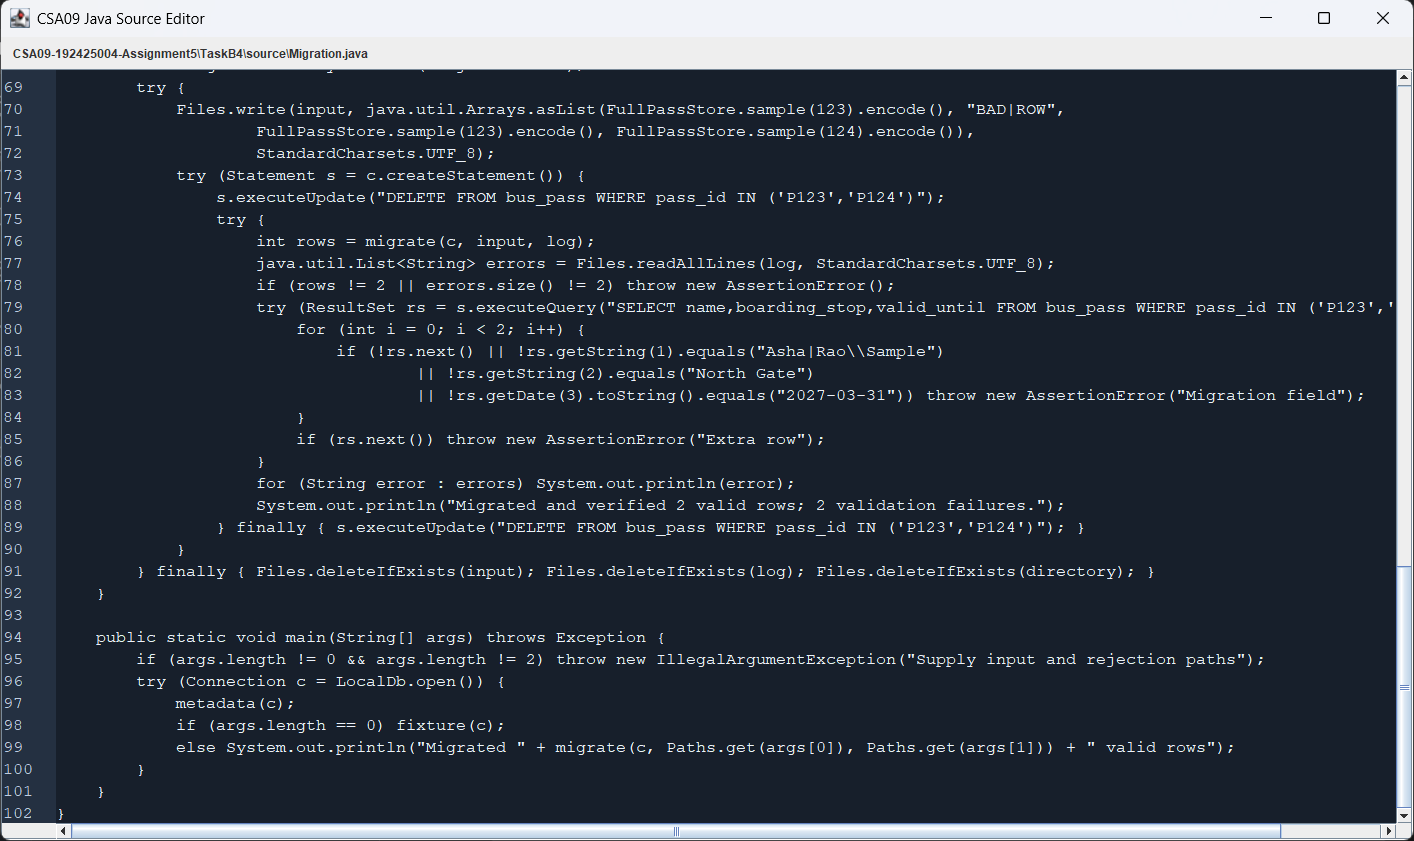 CSA09 Java Source Editor
CSA09-192425004-Assignment5\TaskB4\source\Migration.java
69 try {
70 Files.write(input, java.util.Arrays.asList(FullPassStore.sample(123).encode(), "BAD|ROW",
71 FullPassStore.sample(123).encode(), FullPassStore.sample(124).encode()),
72 StandardCharsets.UTF_8);
73 try (Statement s = c.createStatement()) {
74 s.executeUpdate("DELETE FROM bus_pass WHERE pass_id IN ('P123','P124')");
75 try {
76 int rows = migrate(c, input, log);
77 java.util.List<String> errors = Files.readAllLines(log, StandardCharsets.UTF_8);
78 if (rows != 2 || errors.size() != 2) throw new AssertionError();
79 try (ResultSet rs = s.executeQuery("SELECT name,boarding_stop,valid_until FROM bus_pass WHERE pass_id IN ('P123','
80 for (int i = 0; i < 2; i++) {
81 if (!rs.next() || !rs.getString(1).equals("Asha|Rao\\Sample")
82 || !rs.getString(2).equals("North Gate")
83 || !rs.getDate(3).toString().equals("2027-03-31")) throw new AssertionError("Migration field");
84 }
85 if (rs.next()) throw new AssertionError("Extra row");
86 }
87 for (String error : errors) System.out.println(error);
88 System.out.println("Migrated and verified 2 valid rows; 2 validation failures.");
89 } finally { s.executeUpdate("DELETE FROM bus_pass WHERE pass_id IN ('P123','P124')"); }
90 }
91 } finally { Files.deleteIfExists(input); Files.deleteIfExists(log); Files.deleteIfExists(directory); }
92 }
93
94 public static void main(String[] args) throws Exception {
95 if (args.length != 0 && args.length != 2) throw new IllegalArgumentException("Supply input and rejection paths");
96 try (Connection c = LocalDb.open()) {
97 metadata(c);
98 if (args.length == 0) fixture(c);
99 else System.out.println("Migrated " + migrate(c, Paths.get(args[0]), Paths.get(args[1])) + " valid rows");
100 }
101 }
102 }